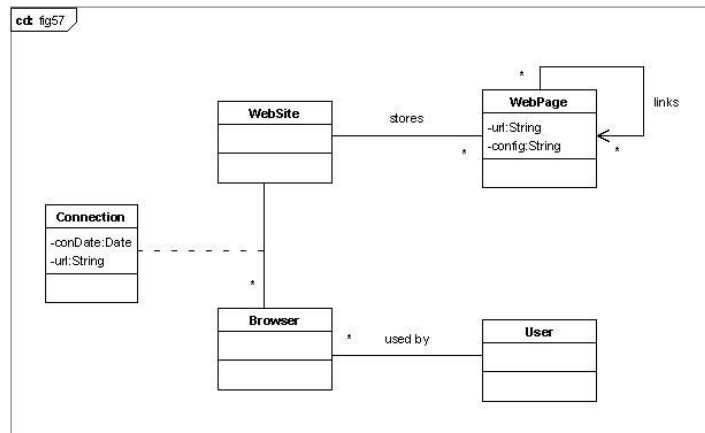 cd: fig57
*
WebSite
WebPage
links
stores
-url:String
-config:String
*
*
Connection
-conDate:Date
-url:String
*
Browser
User
*
used by